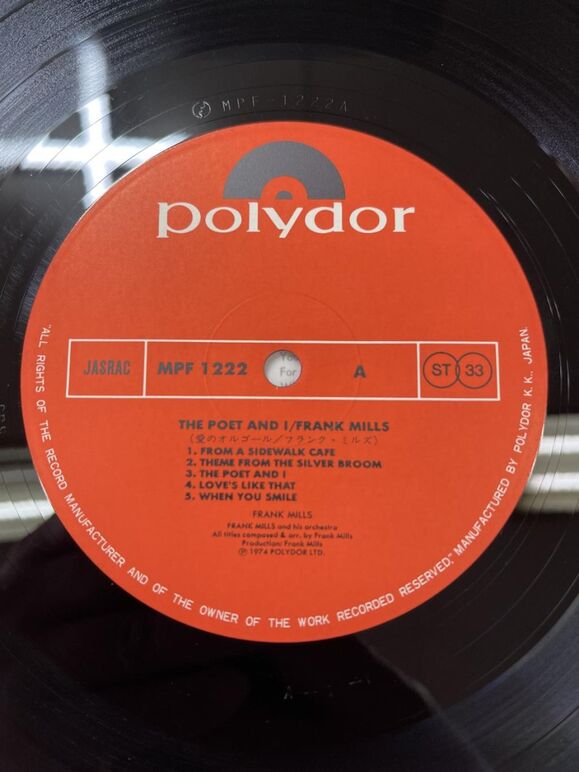 MPF-1222A
polydor
JASRAC
MPF 1222
You
For
A
ST 33
THE POET AND I/FRANK MILLS
(愛のオルゴール/フランク・ミルズ)
1. FROM A SIDEWALK CAFE
2. THEME FROM THE SILVER BROOM
3. THE POET AND I
4. LOVE'S LIKE THAT
5. WHEN YOU SMILE
FRANK MILLS
FRANK MILLS and his orchestra
All titles composed & arr. by Frank Mills
Production: Frank Mills
Ⓟ 1974 POLYDOR LTD.
"ALL RIGHTS OF THE RECORD MANUFACTURER AND OF THE OWNER OF THE WORK RECORDED RESERVED." MANUFACTURED BY POLYDOR K.K., JAPAN.